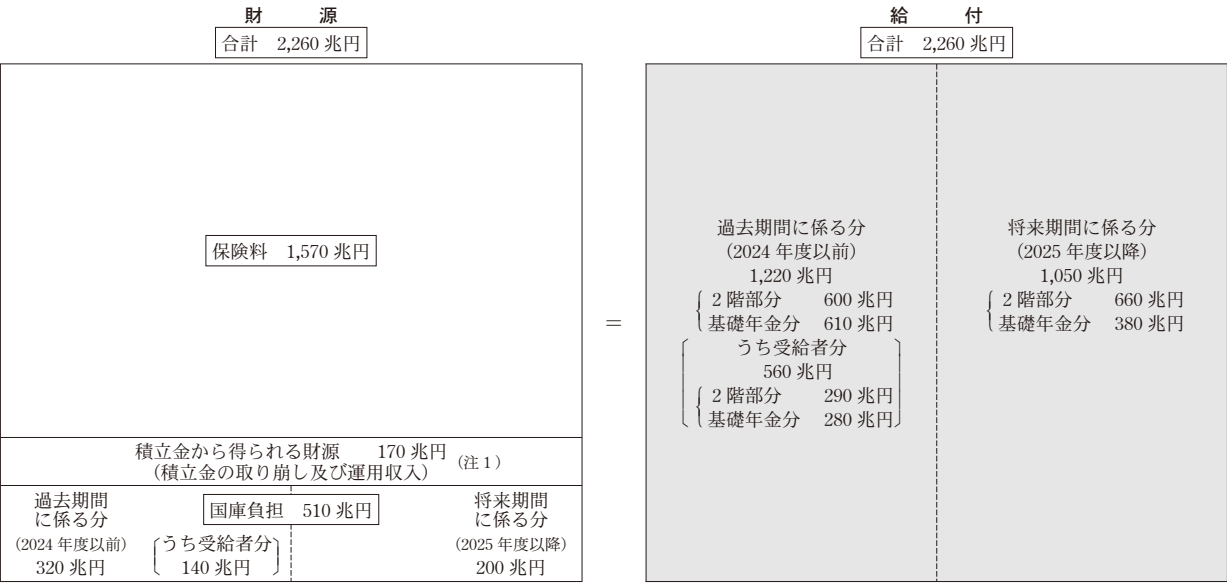 財　源
合計　2,260 兆円
保険料　1,570 兆円
積立金から得られる財源　170 兆円
(積立金の取り崩し及び運用収入)
(注 1)
国庫負担　510 兆円
過去期間
に係る分
(2024 年度以前)
320 兆円
うち受給者分
140 兆円
将来期間
に係る分
(2025 年度以降)
200 兆円
=
給　付
合計　2,260 兆円
過去期間に係る分
(2024 年度以前)
1,220 兆円
2 階部分　600 兆円
基礎年金分　610 兆円
うち受給者分
560 兆円
2 階部分　290 兆円
基礎年金分　280 兆円
将来期間に係る分
(2025 年度以降)
1,050 兆円
2 階部分　660 兆円
基礎年金分　380 兆円